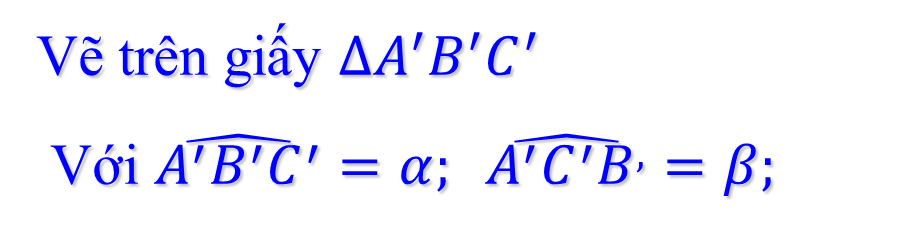 Vẽ trên giấy ΔA′B′C′
Với A′B′C′ = α; A′C′B, = β;